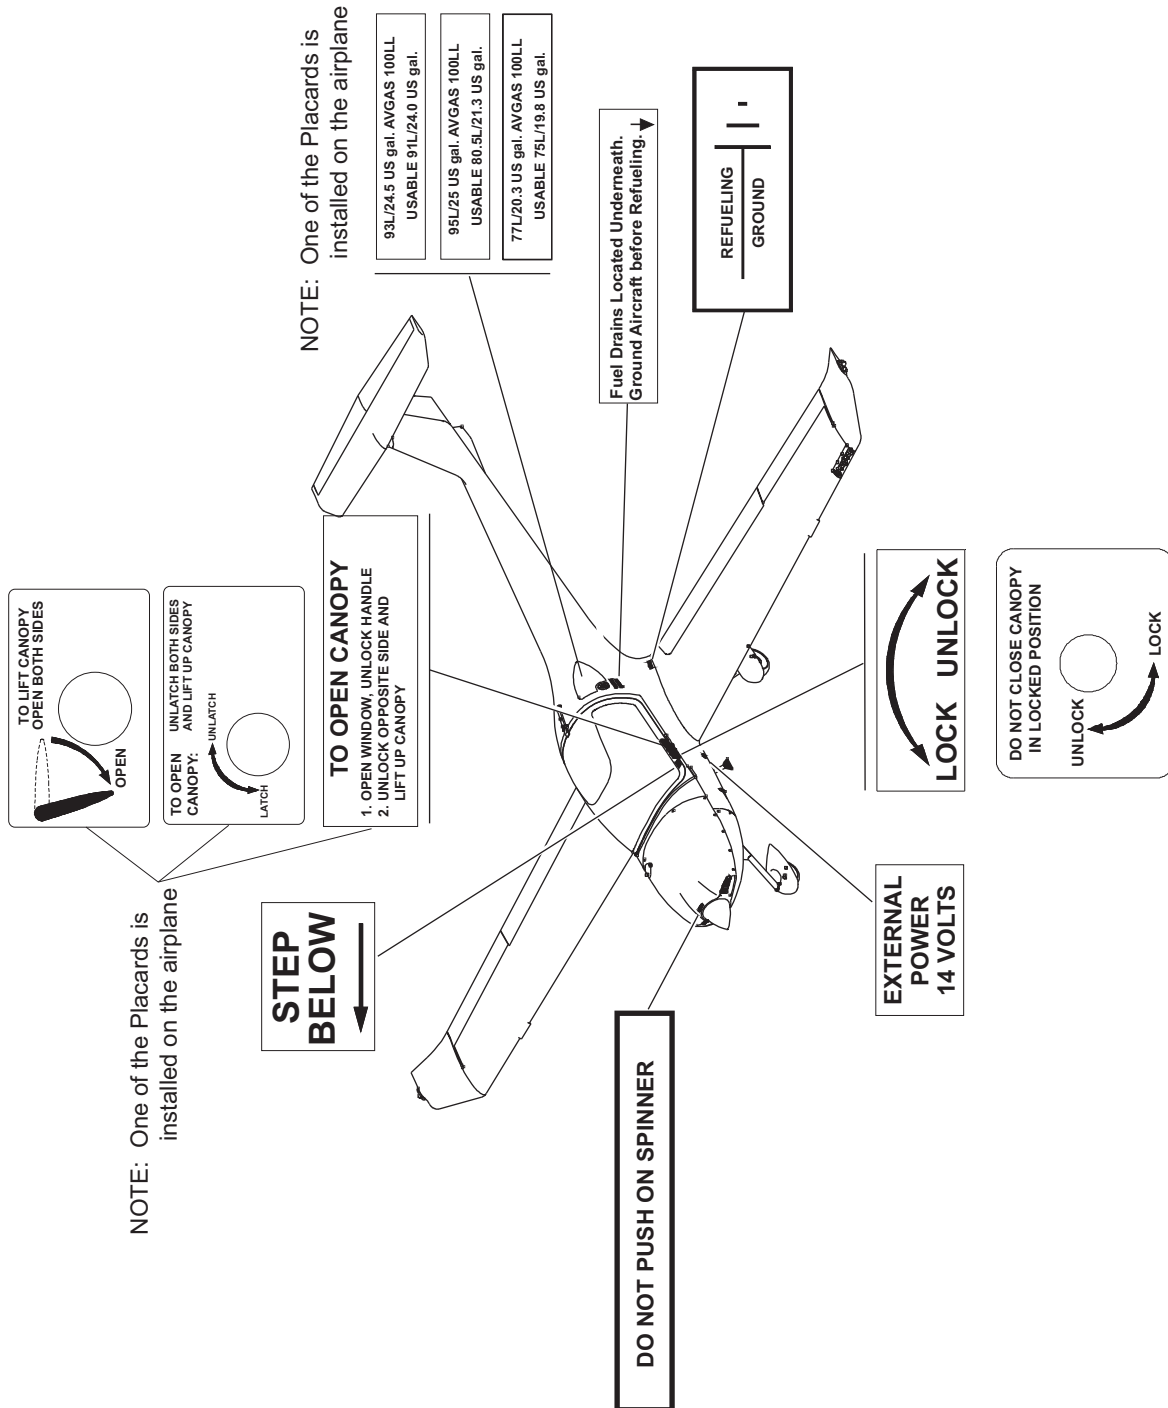 NOTE: One of the Placards is
installed on the airplane
TO LIFT CANOPY
OPEN BOTH SIDES
OPEN
TO OPEN
CANOPY:
UNLATCH BOTH SIDES
AND LIFT UP CANOPY
UNLATCH
LATCH
TO OPEN CANOPY
1. OPEN WINDOW, UNLOCK HANDLE
2. UNLOCK OPPOSITE SIDE AND
LIFT UP CANOPY
STEP
BELOW
NOTE: One of the Placards is
installed on the airplane
93L/24.5 US gal. AVGAS 100LL
USABLE 91L/24.0 US gal.
95L/25 US gal. AVGAS 100LL
USABLE 80.5L/21.3 US gal.
77L/20.3 US gal. AVGAS 100LL
USABLE 75L/19.8 US gal.
Fuel Drains Located Underneath.
Ground Aircraft before Refueling.
REFUELING
GROUND
DO NOT PUSH ON SPINNER
EXTERNAL
POWER
14 VOLTS
LOCK UNLOCK
DO NOT CLOSE CANOPY
IN LOCKED POSITION
UNLOCK
LOCK